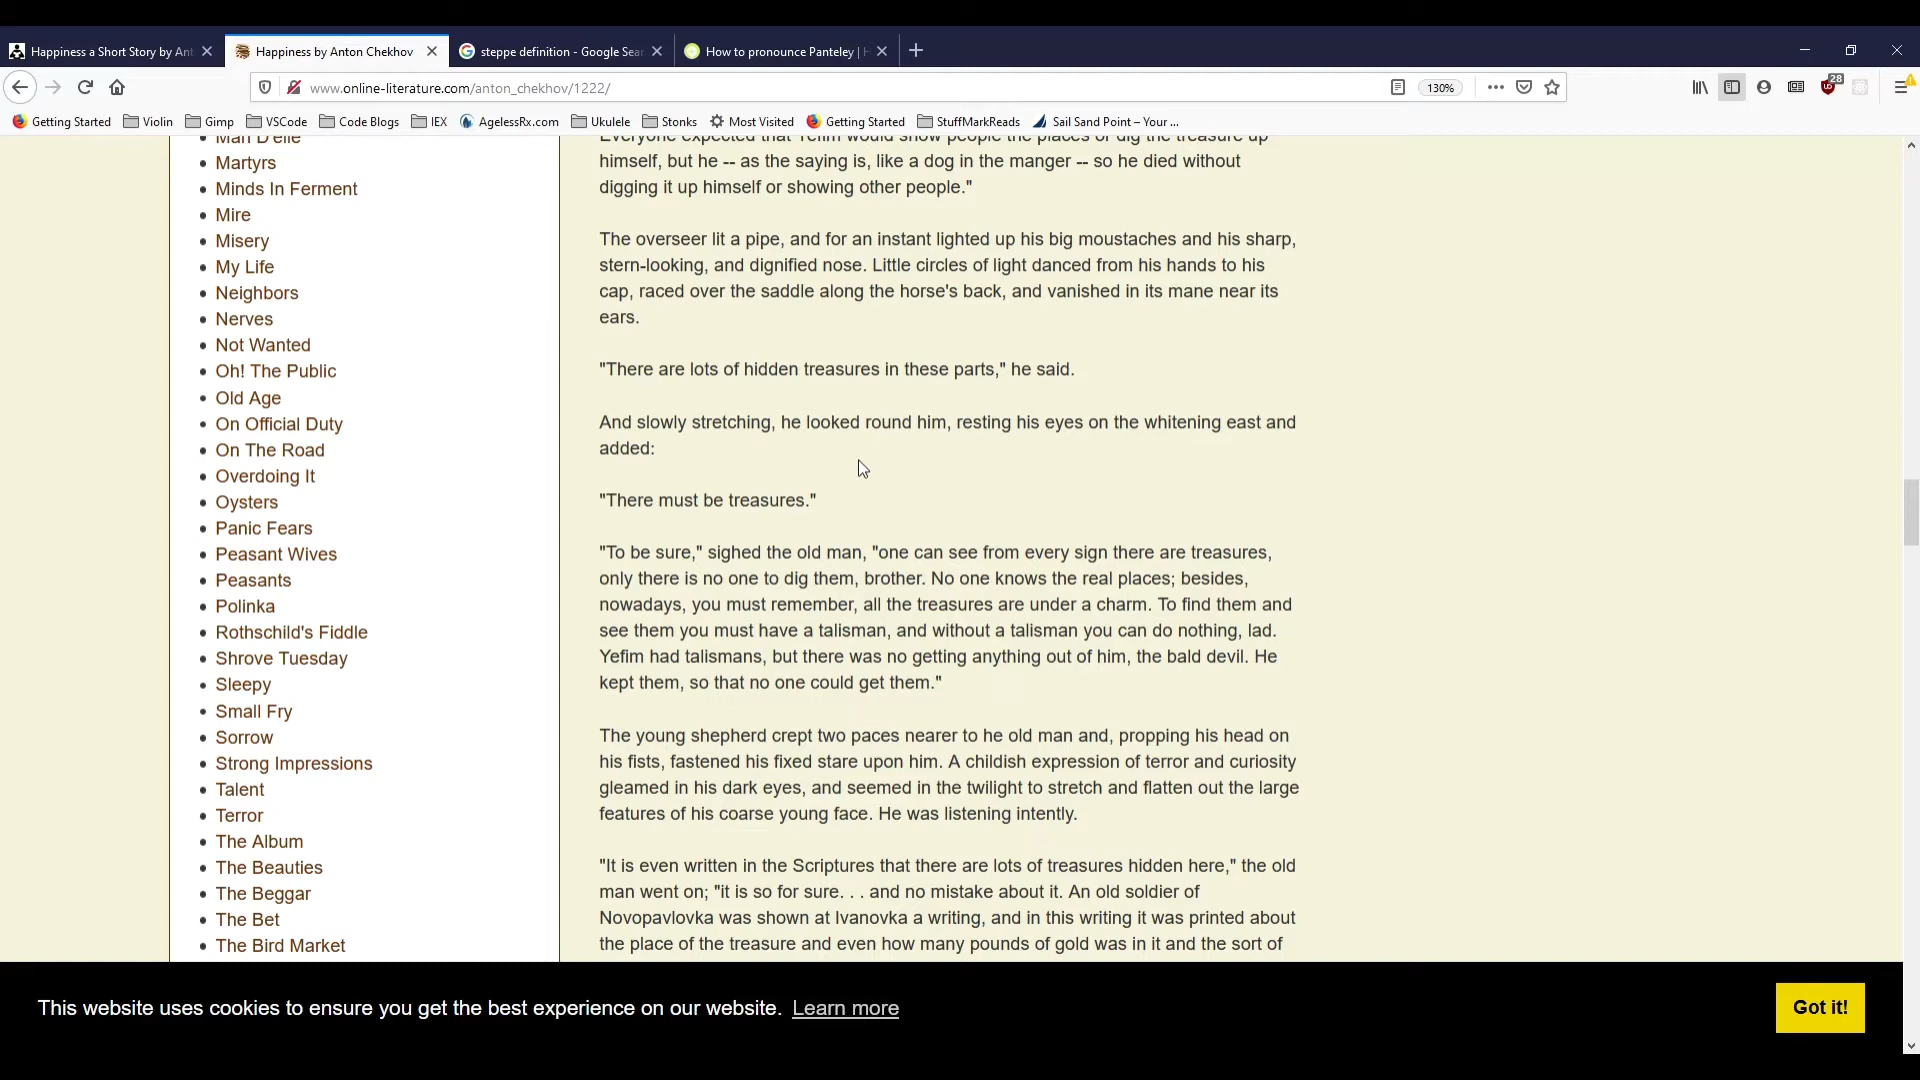 Happiness a Short Story by Ant
Happiness by Anton Chekhov
steppe definition - Google Sear
How to pronounce Panteley | H
www.online-literature.com/anton_chekhov/1222/
130%
28
Getting Started
Violin
Gimp
VSCode
Code Blogs
IEX
AgelessRx.com
Ukulele
Stonks
Most Visited
Getting Started
StuffMarkReads
Sail Sand Point – Your ...
Man D'elle
Martyrs
Minds In Ferment
Mire
Misery
My Life
Neighbors
Nerves
Not Wanted
Oh! The Public
Old Age
On Official Duty
On The Road
Overdoing It
Oysters
Panic Fears
Peasant Wives
Peasants
Polinka
Rothschild's Fiddle
Shrove Tuesday
Sleepy
Small Fry
Sorrow
Strong Impressions
Talent
Terror
The Album
The Beauties
The Beggar
The Bet
The Bird Market
Everyone expected that Yefim would show people the places or dig the treasure up
himself, but he -- as the saying is, like a dog in the manger -- so he died without
digging it up himself or showing other people."
The overseer lit a pipe, and for an instant lighted up his big moustaches and his sharp,
stern-looking, and dignified nose. Little circles of light danced from his hands to his
cap, raced over the saddle along the horse's back, and vanished in its mane near its
ears.
"There are lots of hidden treasures in these parts," he said.
And slowly stretching, he looked round him, resting his eyes on the whitening east and
added:
"There must be treasures."
"To be sure," sighed the old man, "one can see from every sign there are treasures,
only there is no one to dig them, brother. No one knows the real places; besides,
nowadays, you must remember, all the treasures are under a charm. To find them and
see them you must have a talisman, and without a talisman you can do nothing, lad.
Yefim had talismans, but there was no getting anything out of him, the bald devil. He
kept them, so that no one could get them."
The young shepherd crept two paces nearer to he old man and, propping his head on
his fists, fastened his fixed stare upon him. A childish expression of terror and curiosity
gleamed in his dark eyes, and seemed in the twilight to stretch and flatten out the large
features of his coarse young face. He was listening intently.
"It is even written in the Scriptures that there are lots of treasures hidden here," the old
man went on; "it is so for sure. . . and no mistake about it. An old soldier of
Novopavlovka was shown at Ivanovka a writing, and in this writing it was printed about
the place of the treasure and even how many pounds of gold was in it and the sort of
This website uses cookies to ensure you get the best experience on our website. Learn more
Got it!